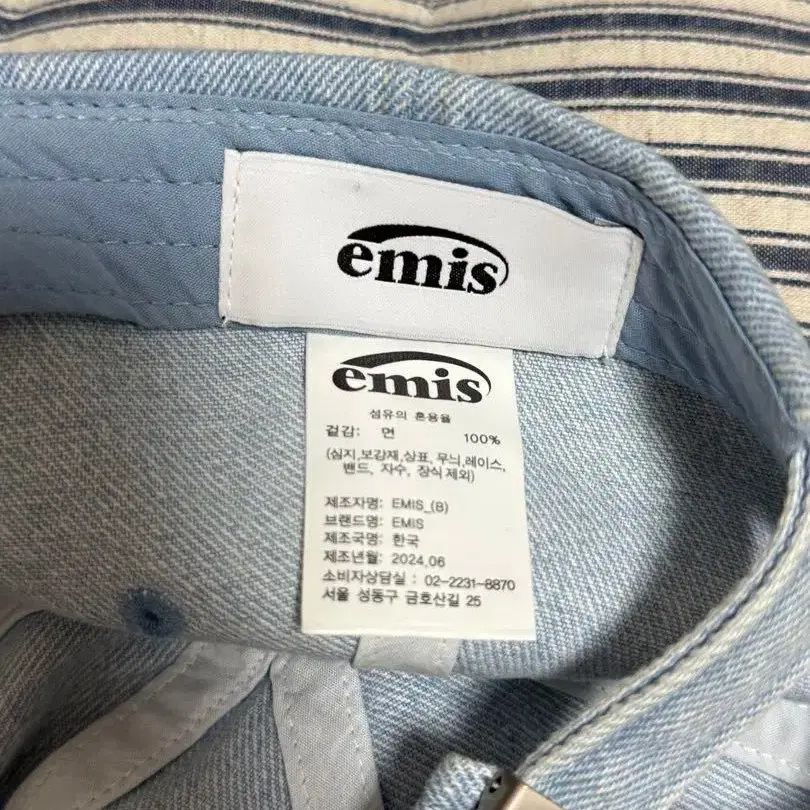 emis
emis
섬유의 혼용율
겉감: 면 100%
(심지,보강재,상표, 무늬,레이스,
밴드, 자수, 장식 제외)
제조자명: EMIS_(8)
브랜드명: EMIS
제조국명: 한국
제조년월: 2024.06
소비자상담실 : 02-2231-8870
서울 성동구 금호산길 25